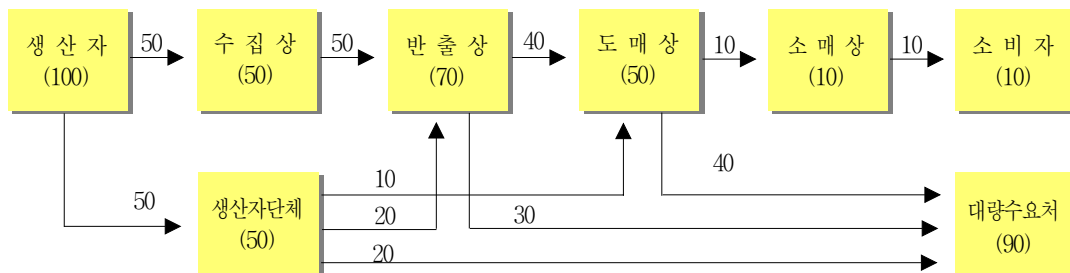 생 산 자
(100)
50
수 집 상
(50)
50
반 출 상
(70)
40
도 매 상
(50)
10
소 매 상
(10)
10
소 비 자
(10)
50
생산자단체
(50)
10
20
20
30
40
대량수요처
(90)